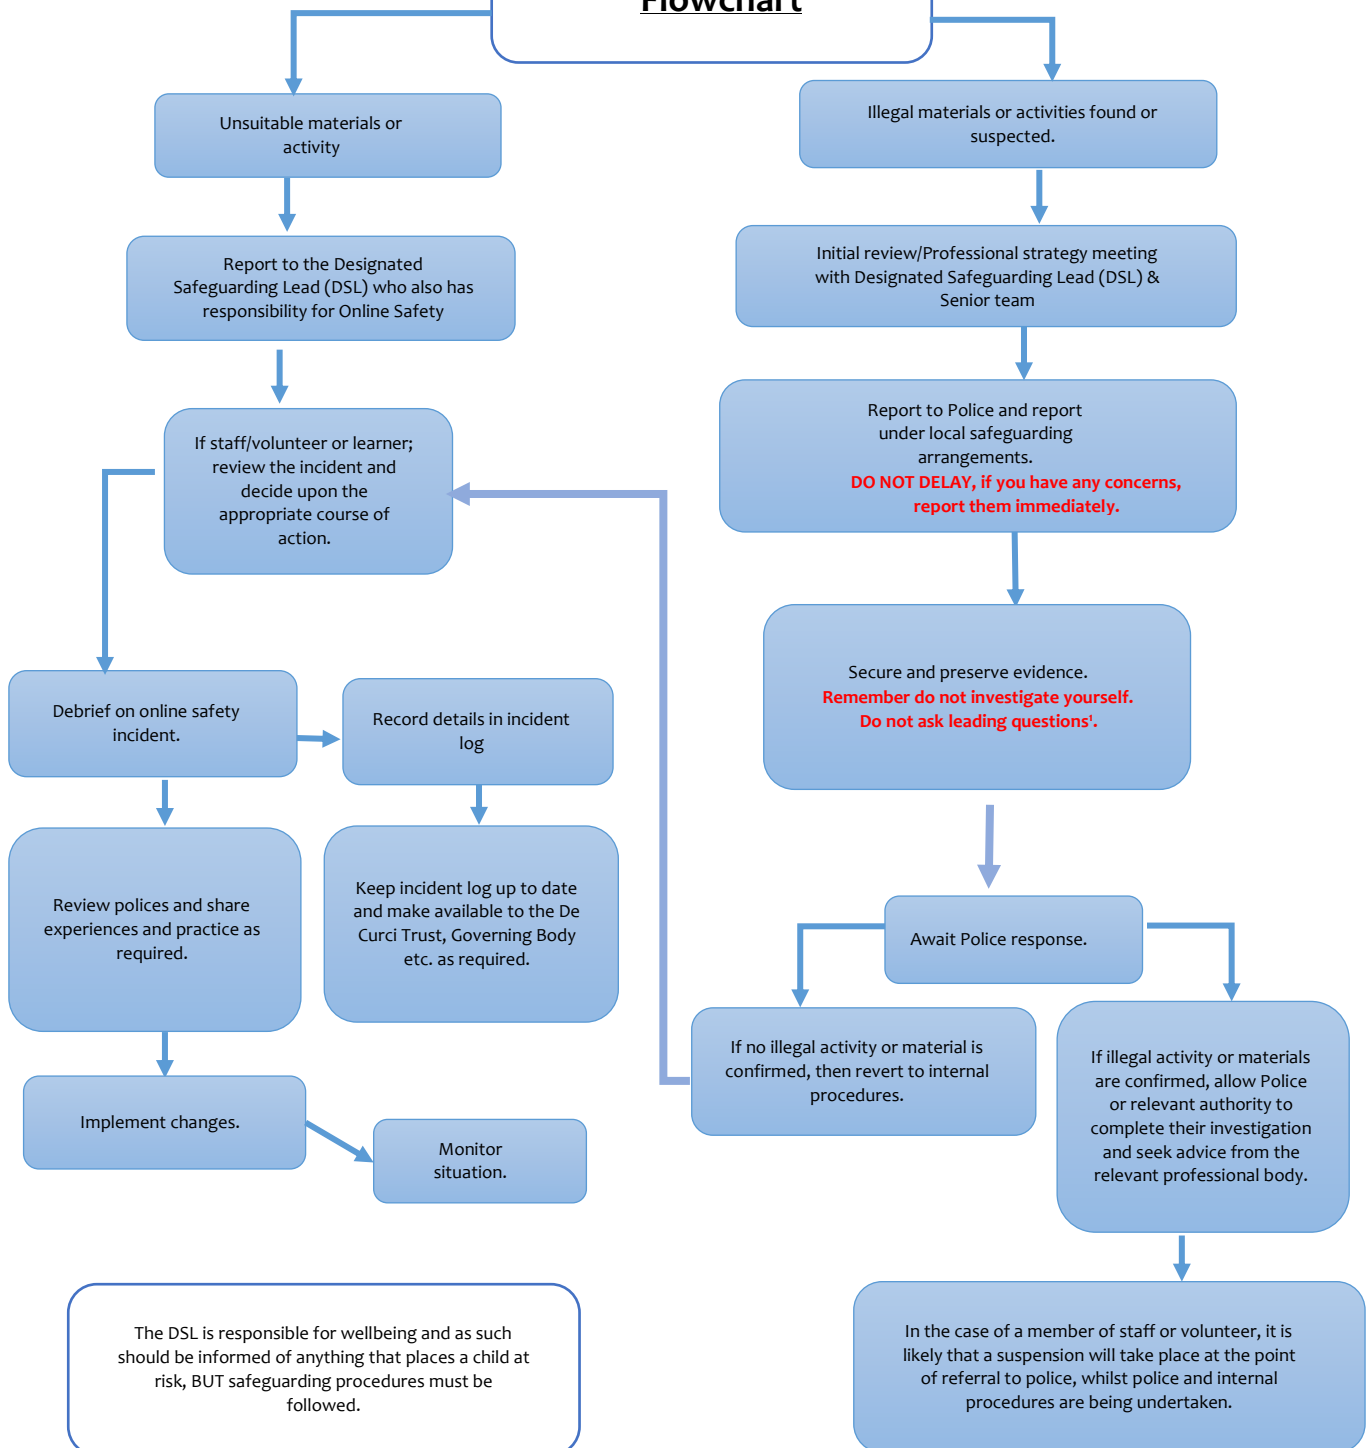 Flowchart
Unsuitable materials or
activity
Illegal materials or activities found or
suspected.
Report to the Designated
Safeguarding Lead (DSL) who also has
responsibility for Online Safety
Initial review/Professional strategy meeting
with Designated Safeguarding Lead (DSL) &
Senior team
If staff/volunteer or learner;
review the incident and
decide upon the
appropriate course of
action.
Report to Police and report
under local safeguarding
arrangements.
DO NOT DELAY, if you have any concerns,
report them immediately.
Secure and preserve evidence.
Remember do not investigate yourself.
Do not ask leading questions¹.
Debrief on online safety
incident.
Record details in incident
log
Review polices and share
experiences and practice as
required.
Keep incident log up to date
and make available to the De
Curci Trust, Governing Body
etc. as required.
Await Police response.
If no illegal activity or material is
confirmed, then revert to internal
procedures.
If illegal activity or materials
are confirmed, allow Police
or relevant authority to
complete their investigation
and seek advice from the
relevant professional body.
Implement changes.
Monitor
situation.
The DSL is responsible for wellbeing and as such
should be informed of anything that places a child at
risk, BUT safeguarding procedures must be
followed.
In the case of a member of staff or volunteer, it is
likely that a suspension will take place at the point
of referral to police, whilst police and internal
procedures are being undertaken.